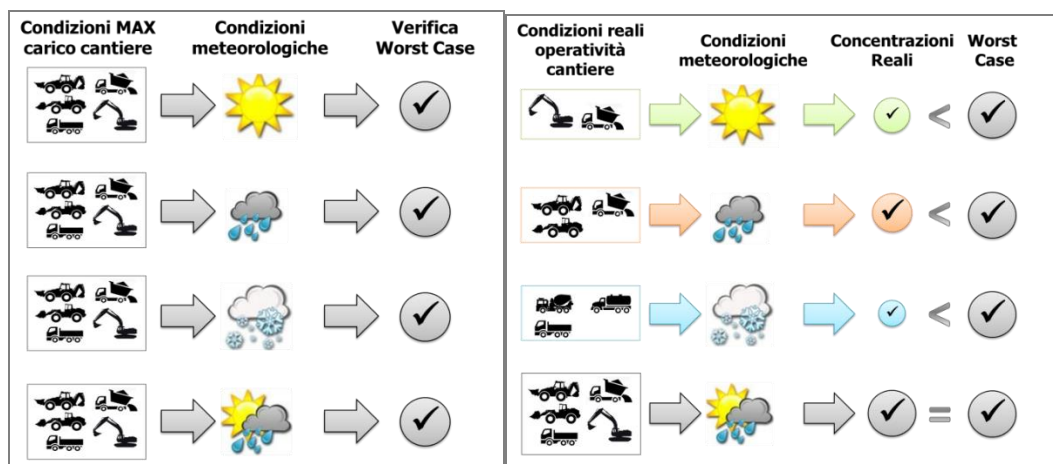 Condizioni MAX
carico cantiere
Condizioni
meteorologiche
Verifica
Worst Case
Condizioni reali
operatività
cantiere
Condizioni
meteorologiche
Concentrazioni
Reali
Worst
Case
<
<
<
=